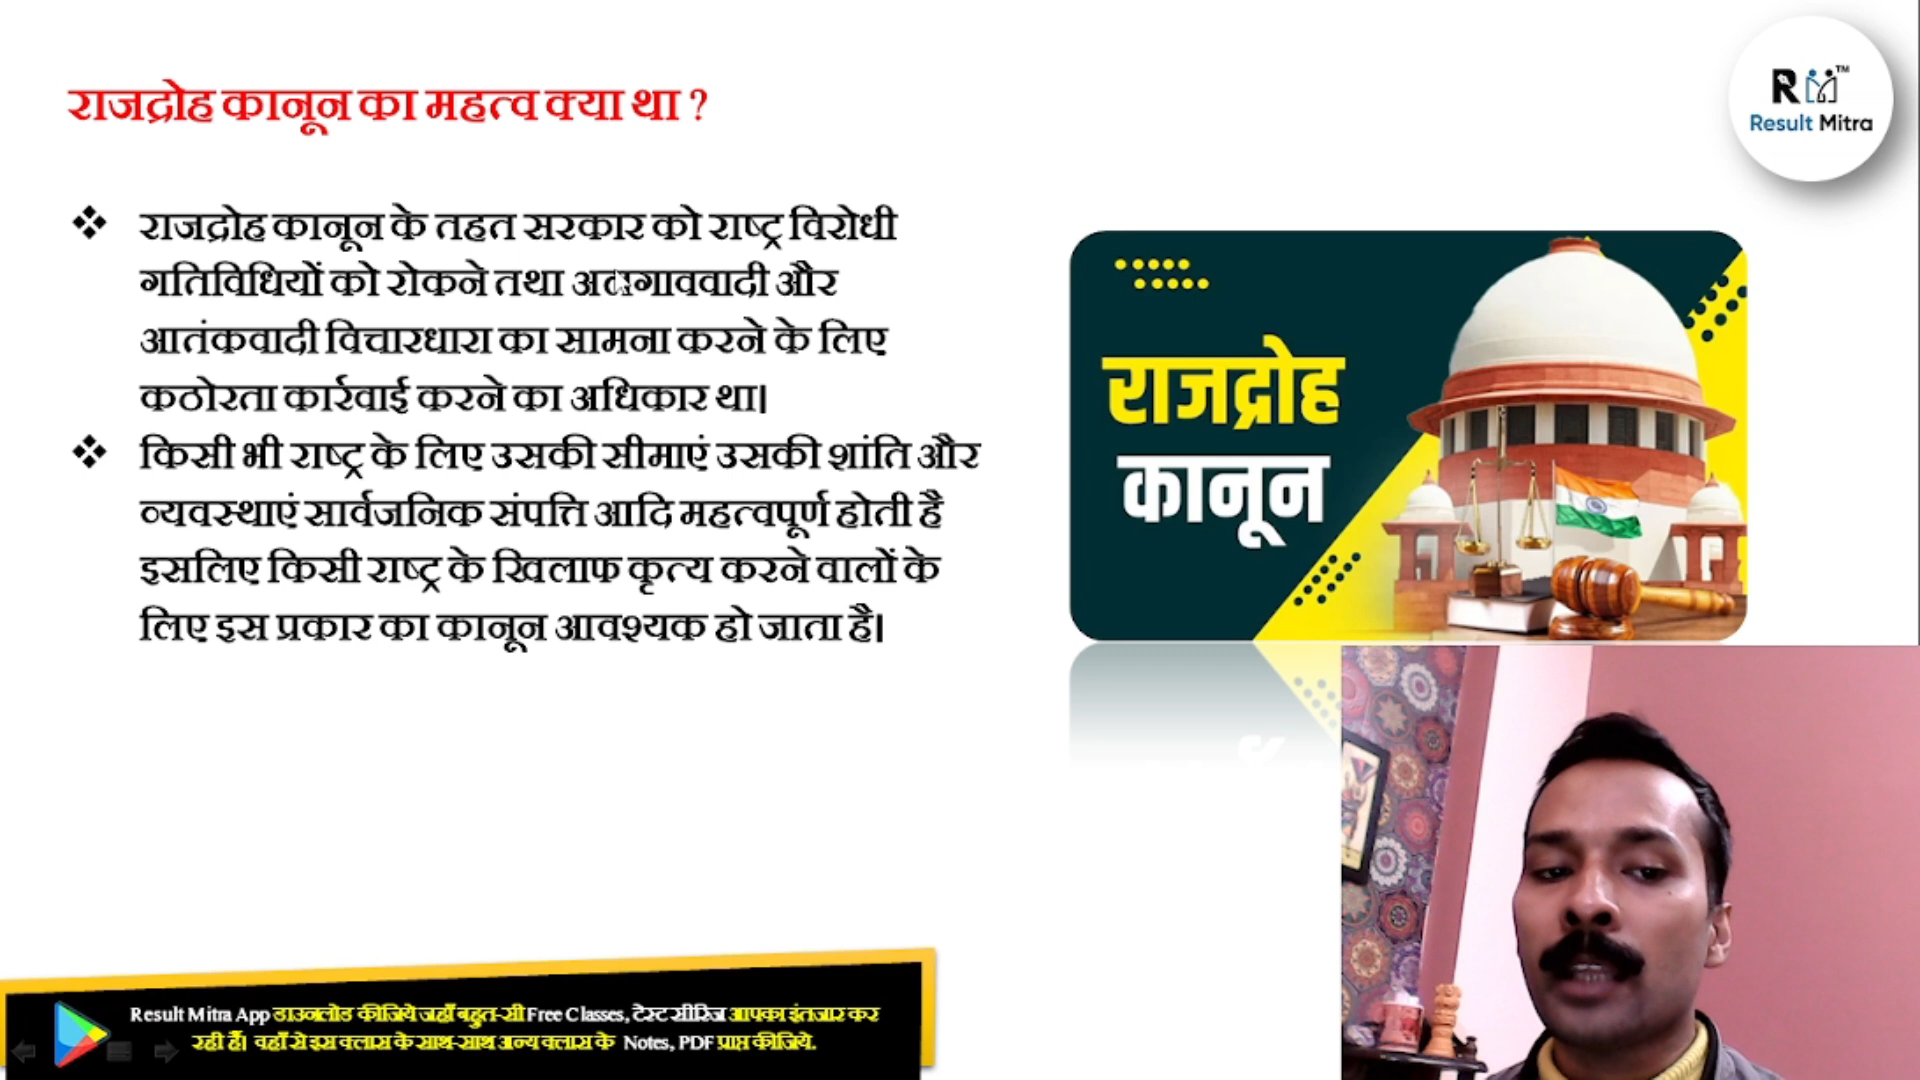 राजद्रोह कानून का महत्व क्या था ?
R TM
Result Mitra
❖ राजद्रोह कानून के तहत सरकार को राष्ट्र विरोधी
गतिविधियों को रोकने तथा अलगाववादी और
आतंकवादी विचारधारा का सामना करने के लिए
कठोरता कार्रवाई करने का अधिकार था।
❖ किसी भी राष्ट्र के लिए उसकी सीमाएं उसकी शांति और
व्यवस्थाएं सार्वजनिक संपत्ति आदि महत्वपूर्ण होती है
इसलिए किसी राष्ट्र के खिलाफ कृत्य करने वालों के
लिए इस प्रकार का कानून आवश्यक हो जाता है।
राजद्रोह
कानून
Result Mitra App डाउनलोड कीजिये जहाँ बहुत-सी Free Classes, टेस्ट सीरिज आपका इंतजार कर
रही हैं। वहाँ से इस क्लास के साथ-साथ अन्य क्लास के Notes, PDF प्राप्त कीजिये.